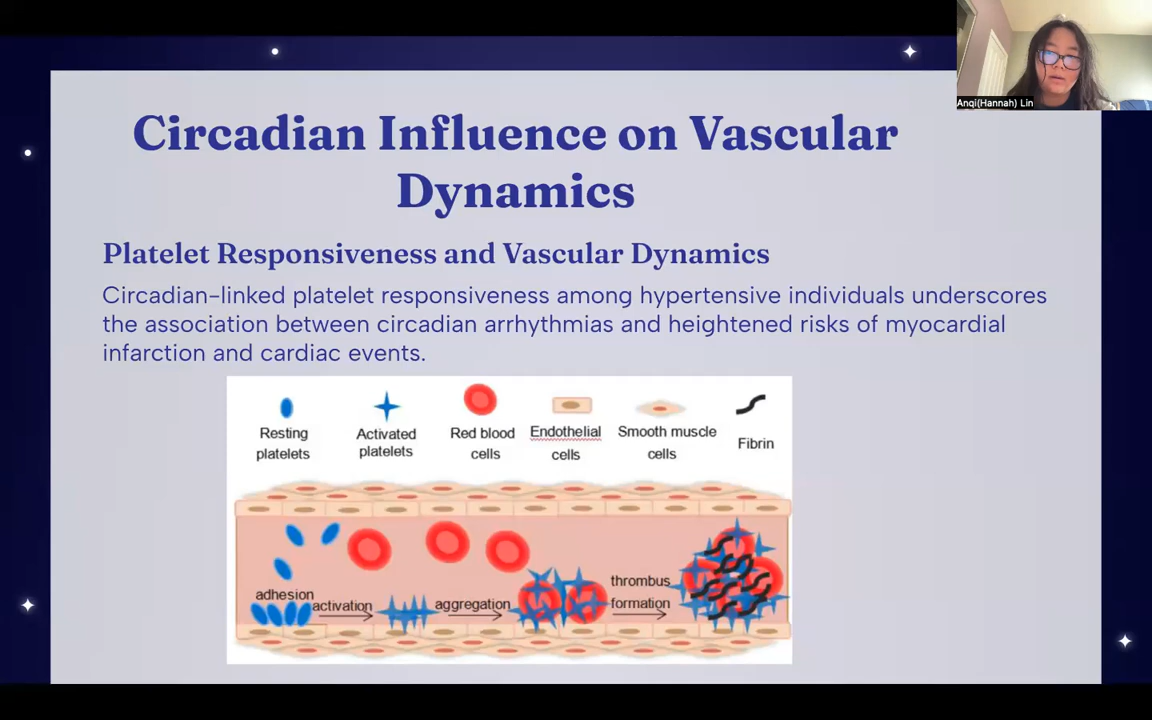 Anqi(Hannah) Lin
Circadian Influence on Vascular
Dynamics
Platelet Responsiveness and Vascular Dynamics
Circadian-linked platelet responsiveness among hypertensive individuals underscores
the association between circadian arrhythmias and heightened risks of myocardial
infarction and cardiac events.
Resting
platelets
Activated
platelets
Red blood
cells
Endothelial
cells
Smooth muscle
cells
Fibrin
adhesion
activation
aggregation
thrombus
formation